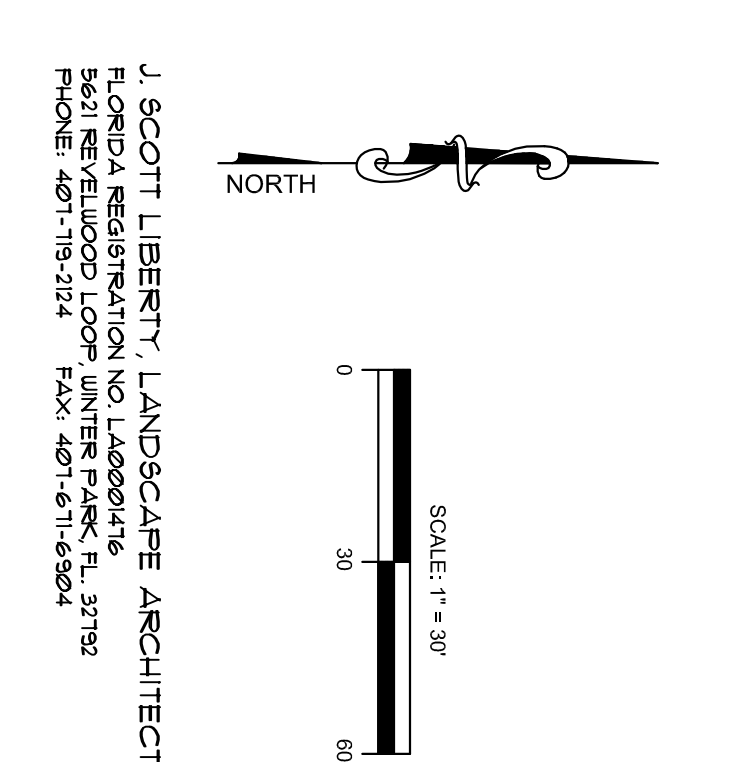 NORTH
SCALE: 1" = 30'
0 30 60
J. SCOTT LIBERTY, LANDSCAPE ARCHITECT
FLORIDA REGISTRATION NO. LA0001476
5621 REVELWOOD LOOP, WINTER PARK, FL. 32792
PHONE: 407-719-2124 FAX: 407-671-6904